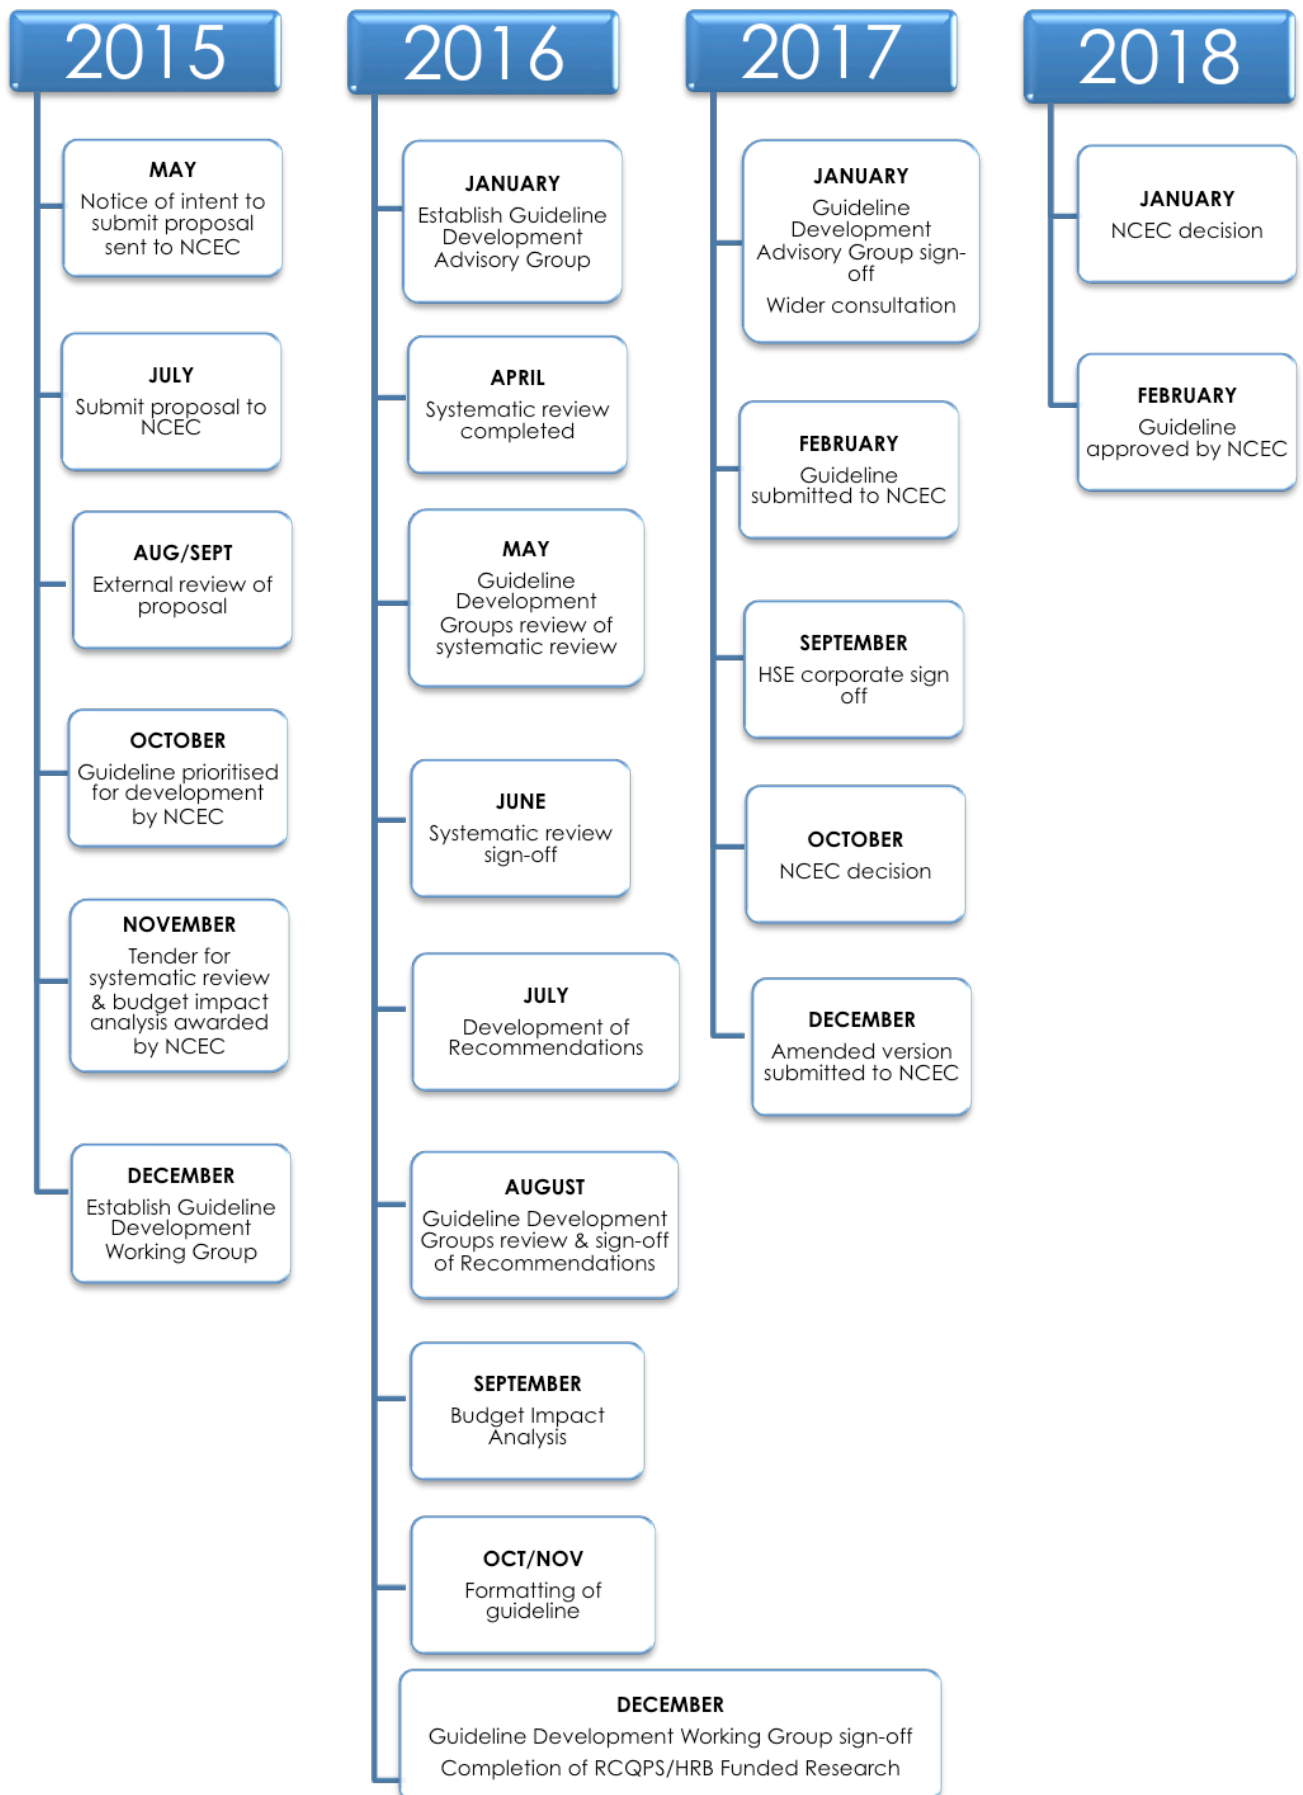 2015
MAY
Notice of intent to
submit proposal
sent to NCEC
JULY
Submit proposal to
NCEC
AUG/SEPT
External review of
proposal
OCTOBER
Guideline prioritised
for development
by NCEC
NOVEMBER
Tender for
systematic review
& budget impact
analysis awarded
by NCEC
DECEMBER
Establish Guideline
Development
Working Group
2016
JANUARY
Establish Guideline
Development
Advisory Group
APRIL
Systematic review
completed
MAY
Guideline
Development
Groups review of
systematic review
JUNE
Systematic review
sign-off
JULY
Development of
Recommendations
AUGUST
Guideline Development
Groups review & sign-off
of Recommendations
SEPTEMBER
Budget Impact
Analysis
OCT/NOV
Formatting of
guideline
DECEMBER
Guideline Development Working Group sign-off
Completion of RCQPS/HRB Funded Research
2017
JANUARY
Guideline
Development
Advisory Group sign-
off
Wider consultation
FEBRUARY
Guideline
submitted to NCEC
SEPTEMBER
HSE corporate sign
off
OCTOBER
NCEC decision
DECEMBER
Amended version
submitted to NCEC
2018
JANUARY
NCEC decision
FEBRUARY
Guideline
approved by NCEC